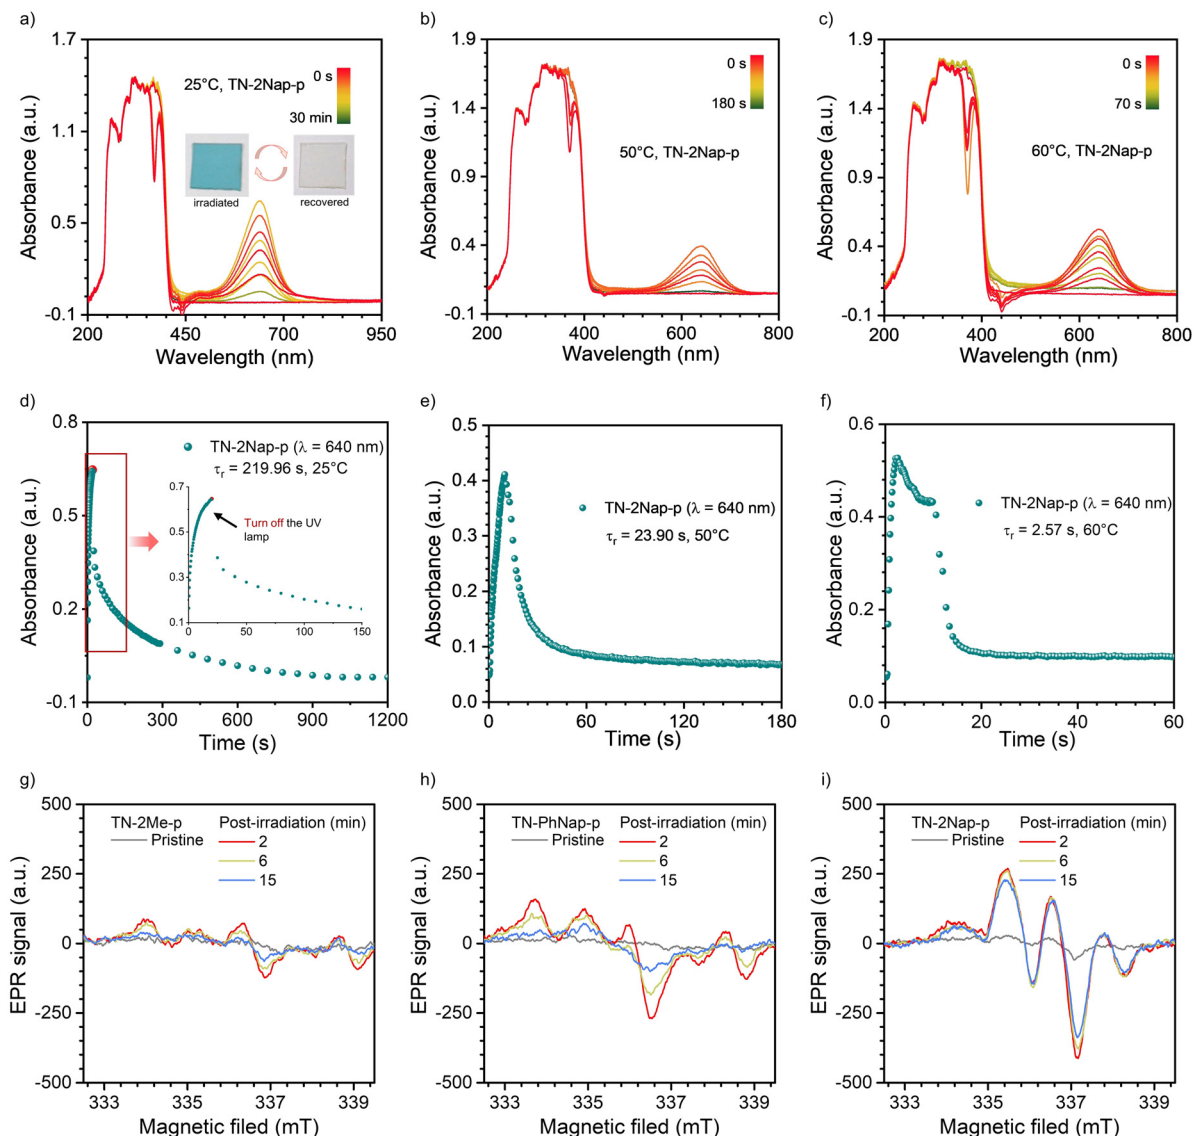 a)
1.7
1.1
0.5
-0.1
Absorbance (a.u.)
25°C, TN-2Nap-p
0 s
30 min
irradiated
recovered
200
450
700
950
Wavelength (nm)
b)
1.9
1.4
0.9
0.4
-0.1
Absorbance (a.u.)
0 s
180 s
50°C, TN-2Nap-p
200
400
600
800
Wavelength (nm)
c)
1.9
1.4
0.9
0.4
-0.1
Absorbance (a.u.)
0 s
70 s
60°C, TN-2Nap-p
200
400
600
800
Wavelength (nm)
d)
0.8
0.5
0.2
-0.1
Absorbance (a.u.)
TN-2Nap-p (λ = 640 nm)
τr = 219.96 s, 25°C
0.7
0.6
0.4
0.3
0.1
Turn off the UV
lamp
0
25
50
75
100
125
150
0
300
600
900
1200
Time (s)
e)
0.5
0.4
0.3
0.2
0.1
0.0
Absorbance (a.u.)
TN-2Nap-p (λ = 640 nm)
τr = 23.90 s, 50°C
0
60
120
180
Time (s)
f)
0.6
0.4
0.2
0.0
Absorbance (a.u.)
TN-2Nap-p (λ = 640 nm)
τr = 2.57 s, 60°C
0
20
40
60
Time (s)
g)
500
250
0
-250
-500
EPR signal (a.u.)
TN-2Me-p
Pristine
Post-irradiation (min)
2
6
15
333
335
337
339
Magnetic filed (mT)
h)
500
250
0
-250
-500
EPR signal (a.u.)
TN-PhNap-p
Pristine
Post-irradiation (min)
2
6
15
333
335
337
339
Magnetic filed (mT)
i)
500
250
0
-250
-500
EPR signal (a.u.)
TN-2Nap-p
Pristine
Post-irradiation (min)
2
6
15
333
335
337
339
Magnetic filed (mT)